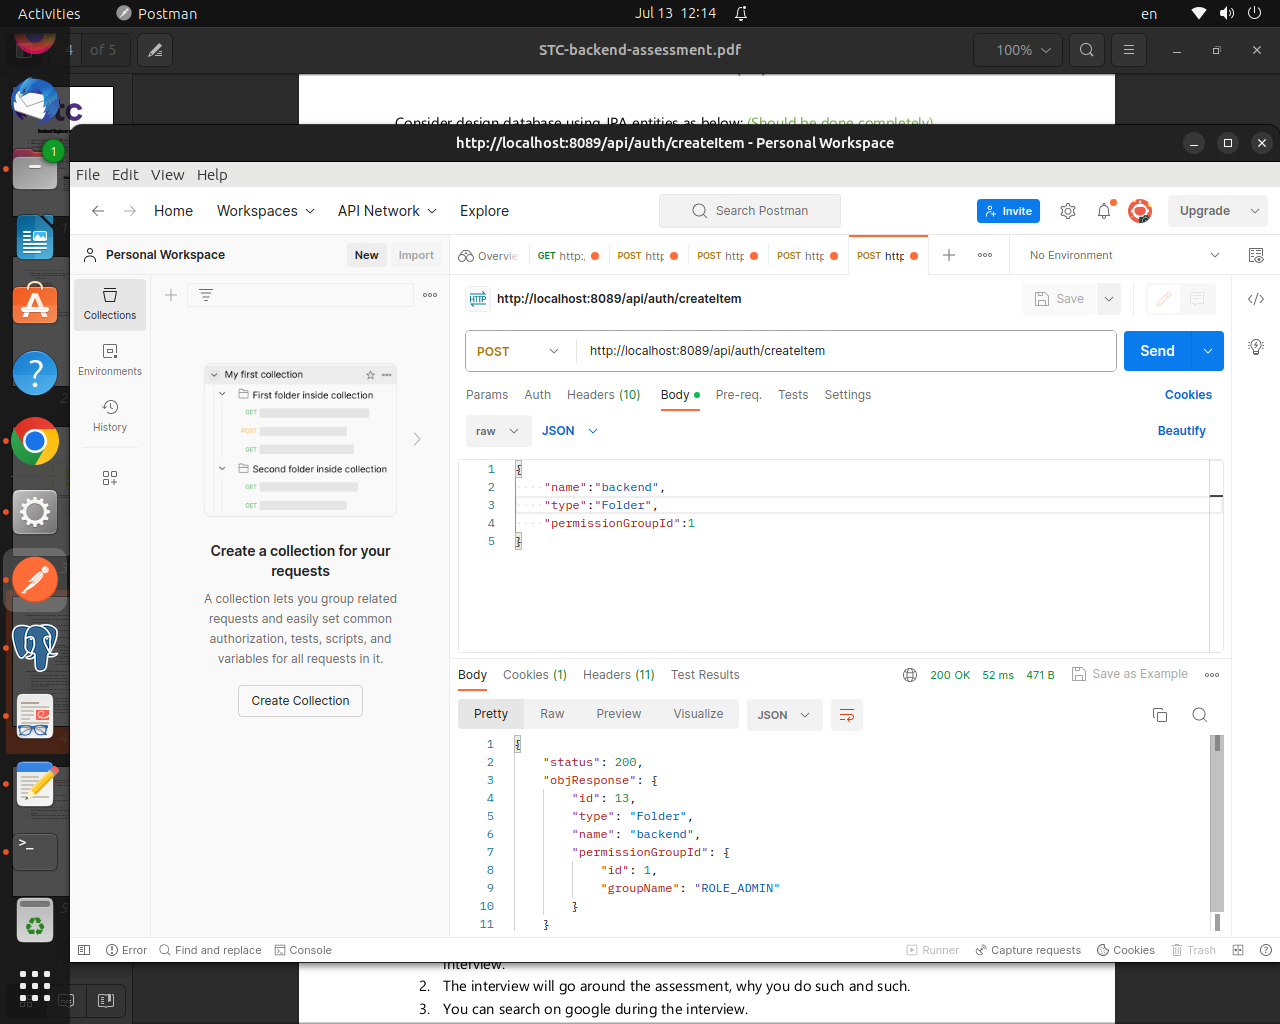 Activities
Postman
Jul 13 12:14
en
4 of 5
STC-backend-assessment.pdf
100%
Consider design database using JPA entities as below: (Should be done completely)
http://localhost:8089/api/auth/createItem - Personal Workspace
File Edit View Help
Home
Workspaces
API Network
Explore
Search Postman
Invite
Upgrade
Personal Workspace
New
Import
Overvie
GET http:
POST http
POST http
POST http
POST http
No Environment
Collections
Environments
History
My first collection
First folder inside collection
GET
POST
GET
Second folder inside collection
GET
GET
Create a collection for your
requests
A collection lets you group related
requests and easily set common
authorization, tests, scripts, and
variables for all requests in it.
Create Collection
HTTP http://localhost:8089/api/auth/createItem
Save
POST
http://localhost:8089/api/auth/createItem
Send
Params
Auth
Headers (10)
Body
Pre-req.
Tests
Settings
Cookies
raw
JSON
Beautify
1 {
2 "name":"backend",
3 "type":"Folder",
4 "permissionGroupId":1
5 }
Body
Cookies (1)
Headers (11)
Test Results
200 OK
52 ms
471 B
Save as Example
Pretty
Raw
Preview
Visualize
JSON
1 {
2 "status": 200,
3 "objResponse": {
4 "id": 13,
5 "type": "Folder",
6 "name": "backend",
7 "permissionGroupId": {
8 "id": 1,
9 "groupName": "ROLE_ADMIN"
10 }
11 }
Error
Find and replace
Console
Runner
Capture requests
Cookies
Trash
interview.
2. The interview will go around the assessment, why you do such and such.
3. You can search on google during the interview.